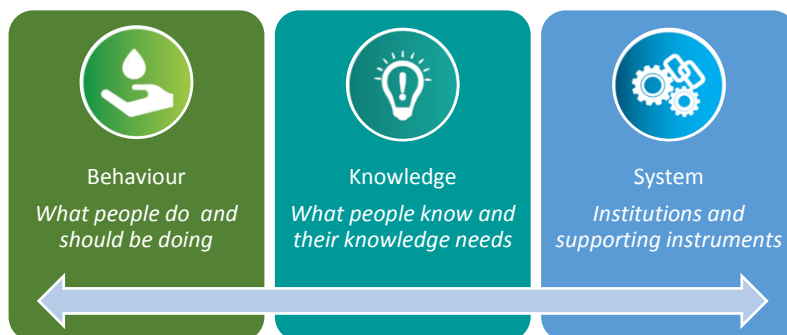 Behaviour
What people do and
should be doing
Knowledge
What people know and
their knowledge needs
System
Institutions and
supporting instruments